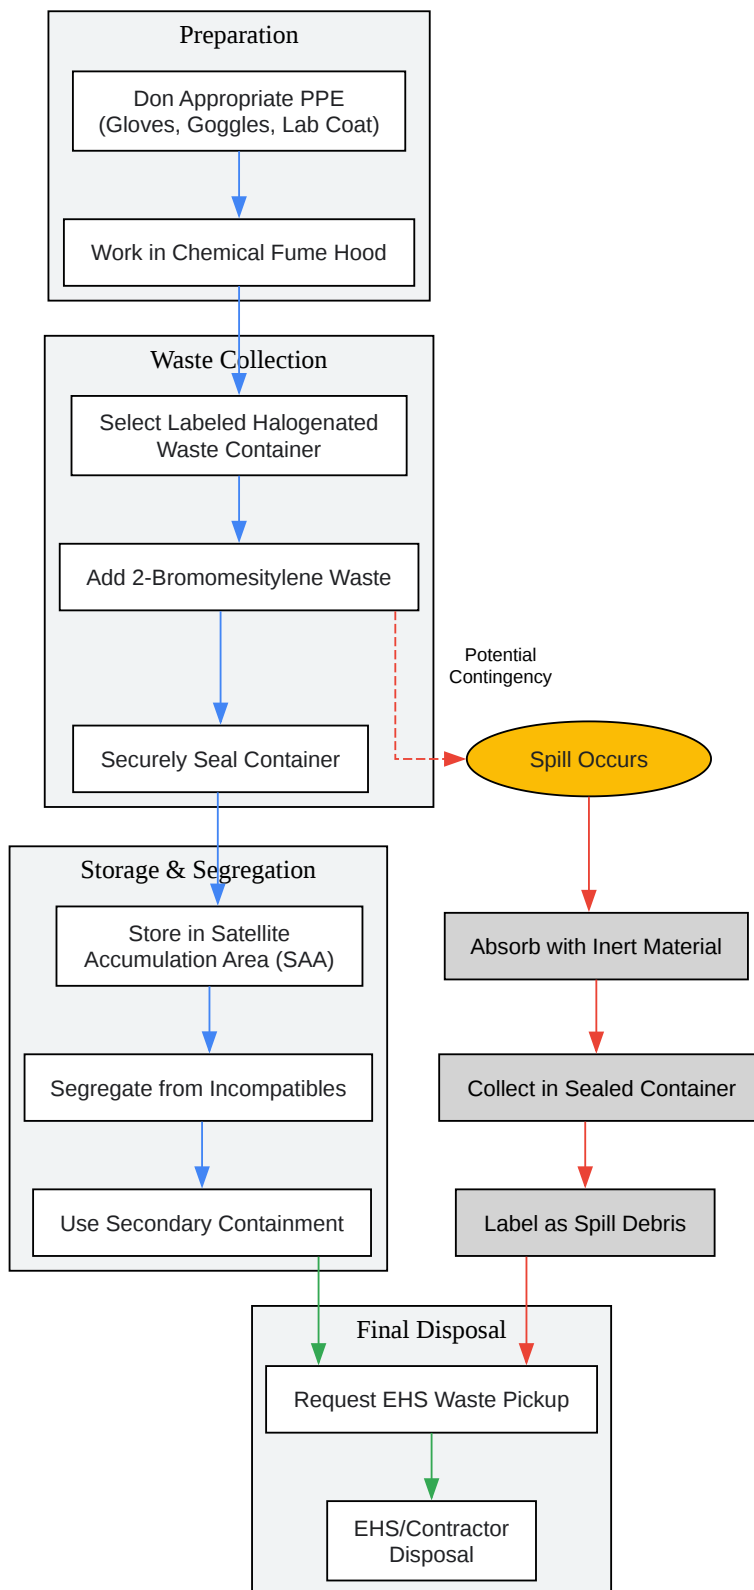 Preparation
Don Appropriate PPE
(Gloves, Goggles, Lab Coat)
Work in Chemical Fume Hood
Waste Collection
Select Labeled Halogenated
Waste Container
Add 2-Bromomesitylene Waste
Potential
Contingency
Securely Seal Container
Spill Occurs
Storage & Segregation
Store in Satellite
Accumulation Area (SAA)
Absorb with Inert Material
Segregate from Incompatibles
Collect in Sealed Container
Use Secondary Containment
Label as Spill Debris
Final Disposal
Request EHS Waste Pickup
EHS/Contractor
Disposal